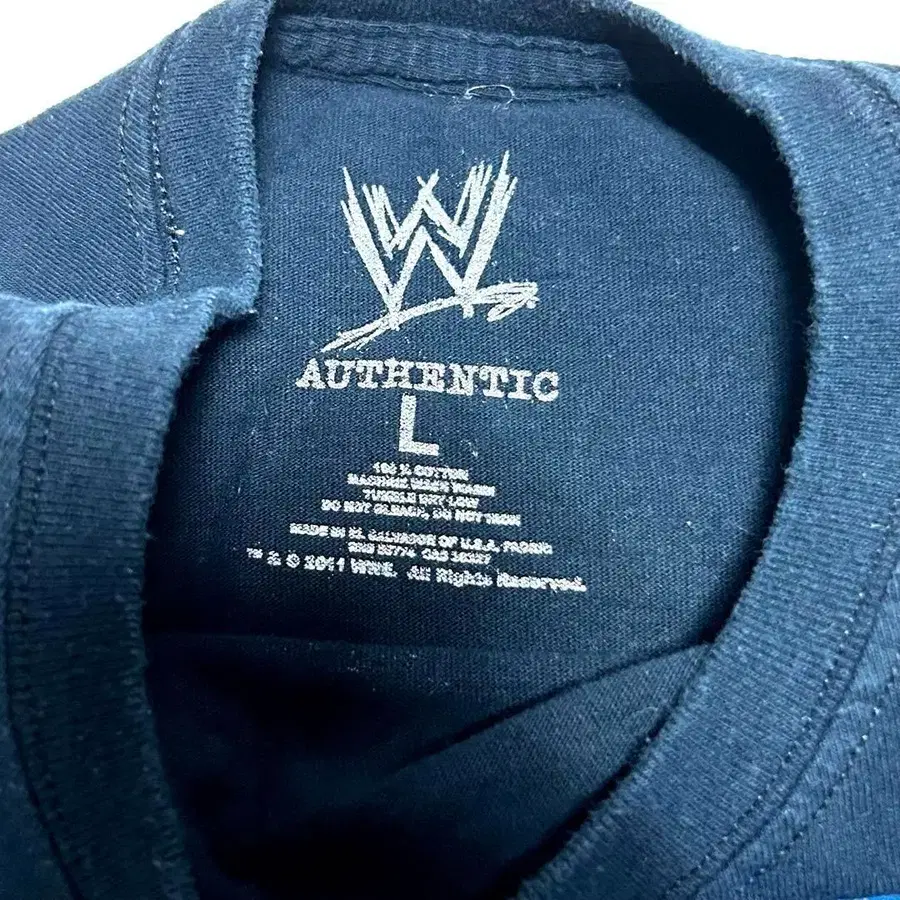 W
AUTHENTIC
L
100 % COTTON
MACHINE WASH WARM
TUMBLE DRY LOW
DO NOT BLEACH, DO NOT IRON
MADE IN EL SALVADOR OF U.S.A. FABRIC
™ & © 2011 WWE. All Rights Reserved.